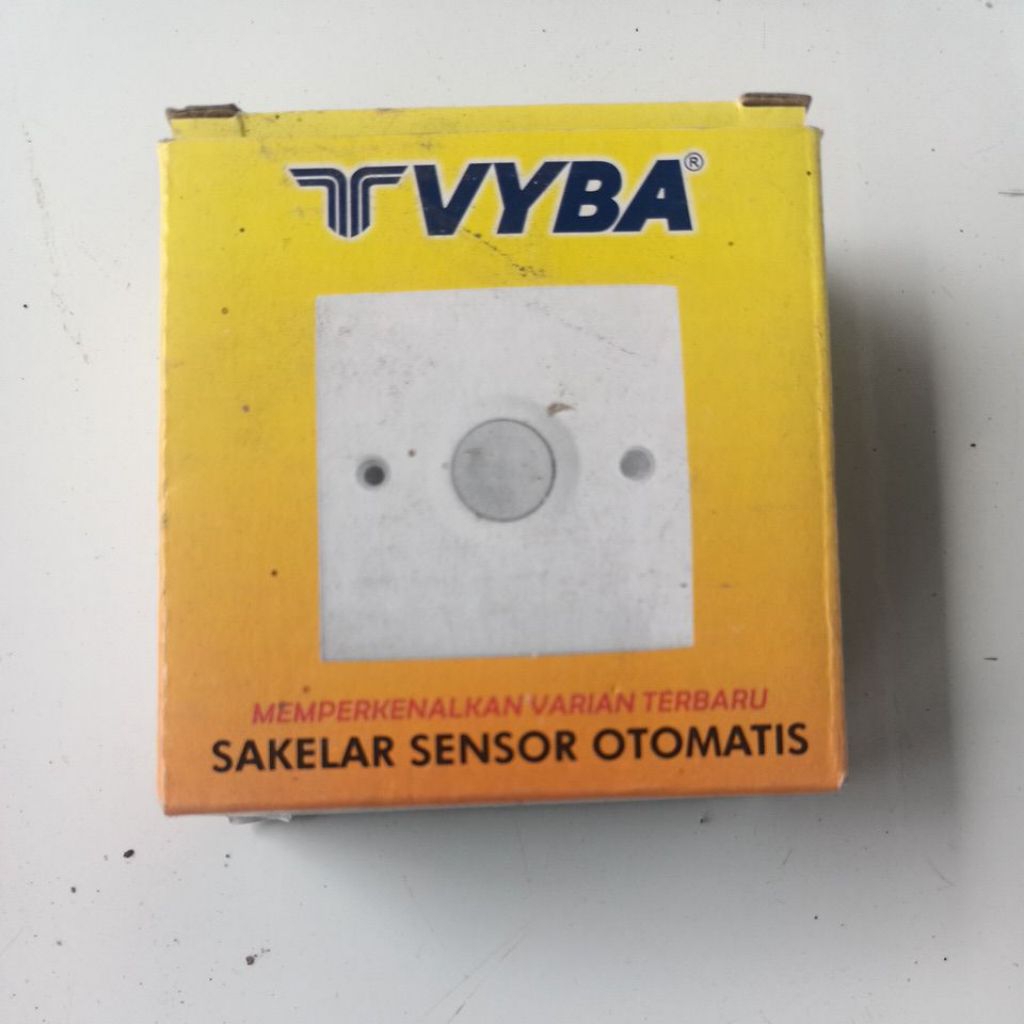 VYBA®
MEMPERKENALKAN VARIAN TERBARU
SAKELAR SENSOR OTOMATIS